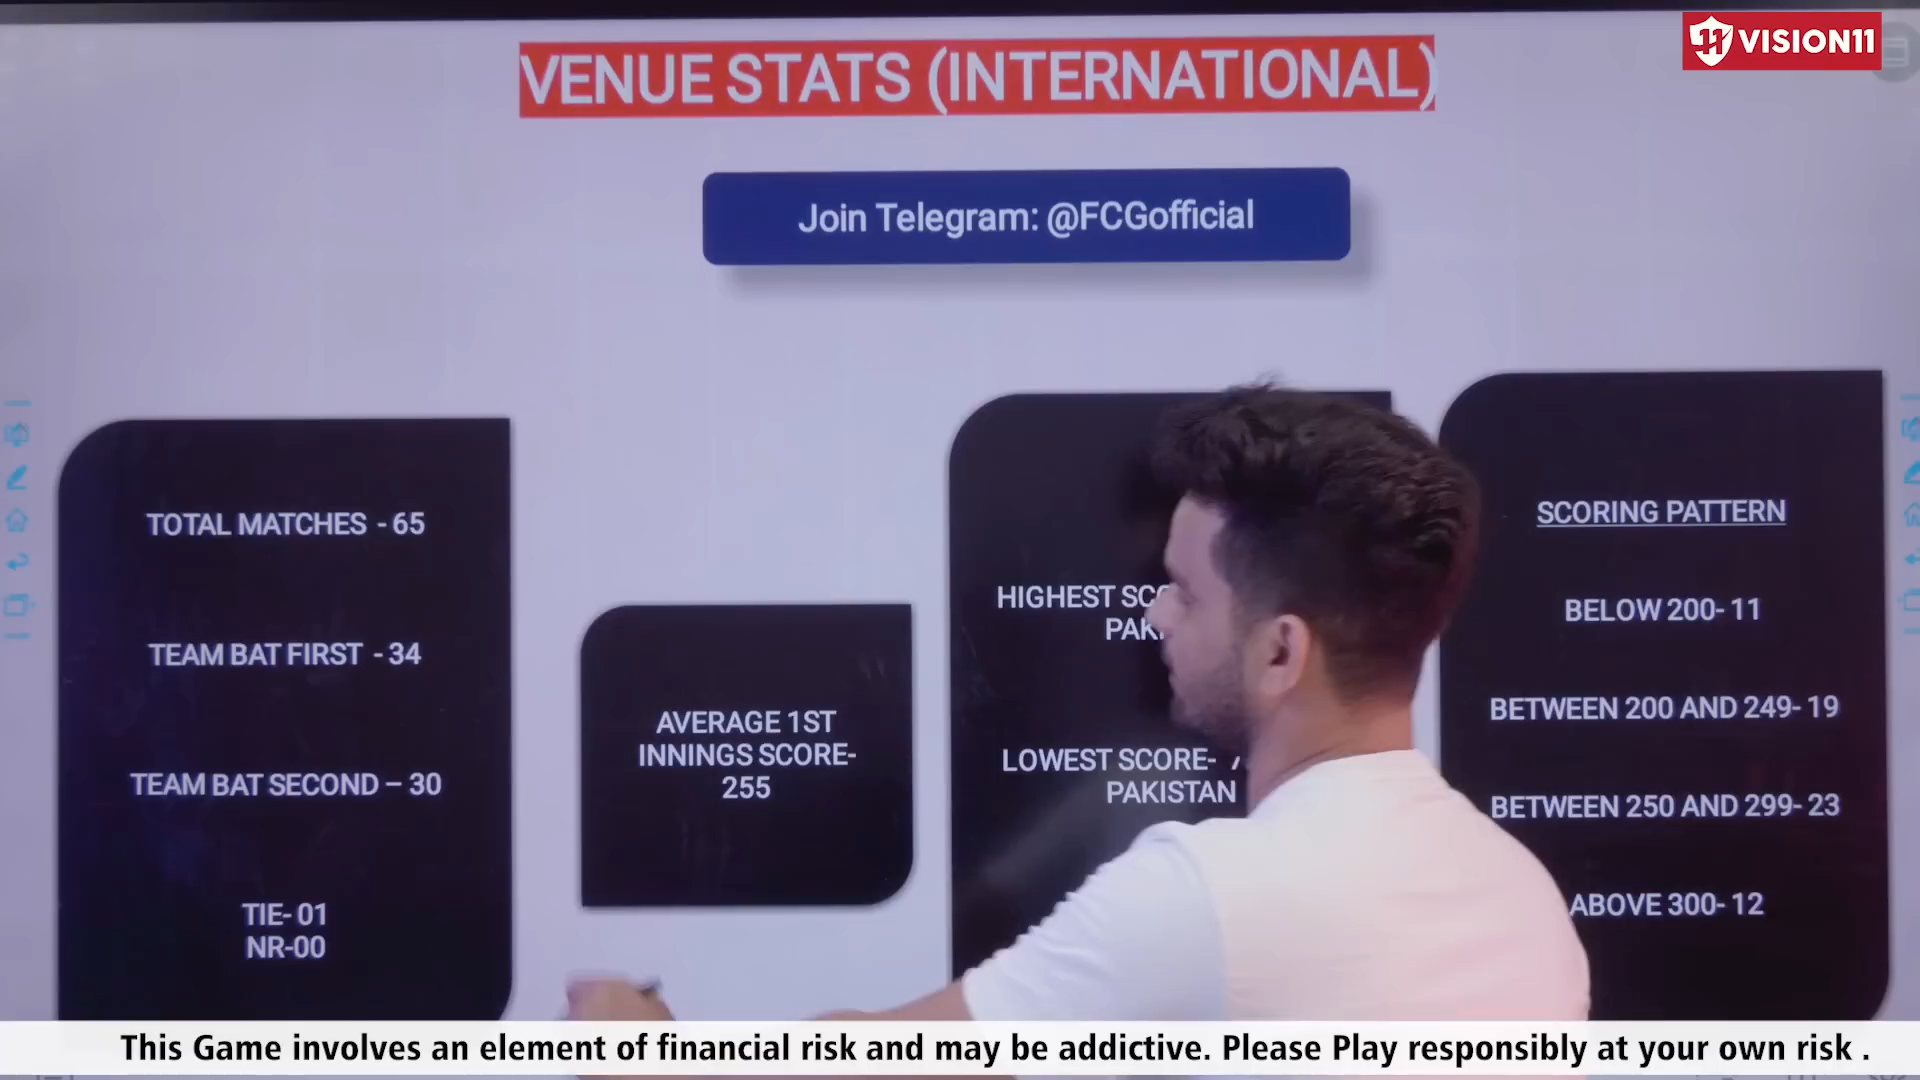 VISION11
VENUE STATS (INTERNATIONAL)
Join Telegram: @FCGofficial
TOTAL MATCHES - 65
TEAM BAT FIRST - 34
TEAM BAT SECOND – 30
TIE- 01
NR-00
AVERAGE 1ST
INNINGS SCORE-
255
HIGHEST
LOWEST SCORE-
PAKISTAN
SCORING PATTERN
BELOW 200- 11
BETWEEN 200 AND 249- 19
BETWEEN 250 AND 299- 23
ABOVE 300- 12
This Game involves an element of financial risk and may be addictive. Please Play responsibly at your own risk .